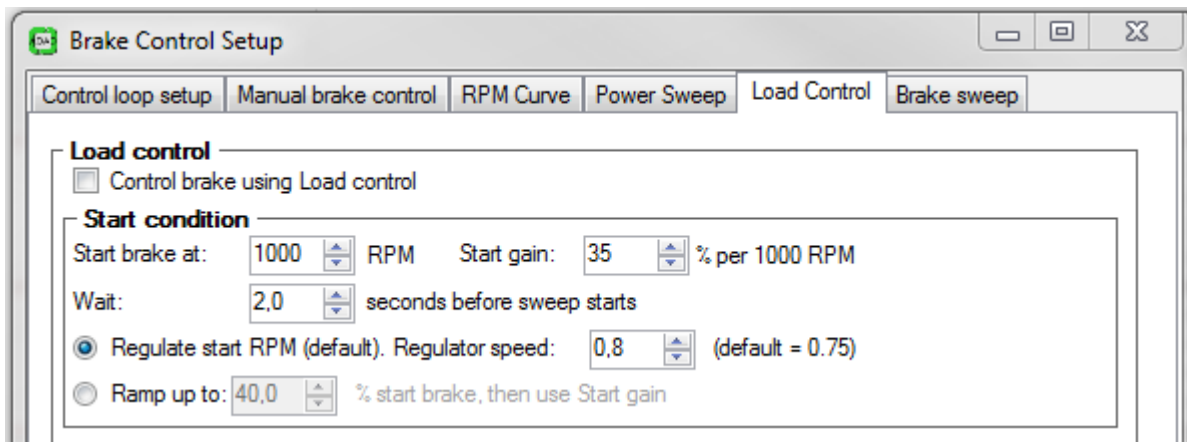 Brake Control Setup
Control loop setup Manual brake control RPM Curve Power Sweep Load Control Brake sweep
Load control
Control brake using Load control
Start condition
Start brake at: 1000 RPM Start gain: 35 % per 1000 RPM
Wait: 2,0 seconds before sweep starts
Regulate start RPM (default). Regulator speed: 0,8 (default = 0.75)
Ramp up to: 40,0 % start brake, then use Start gain